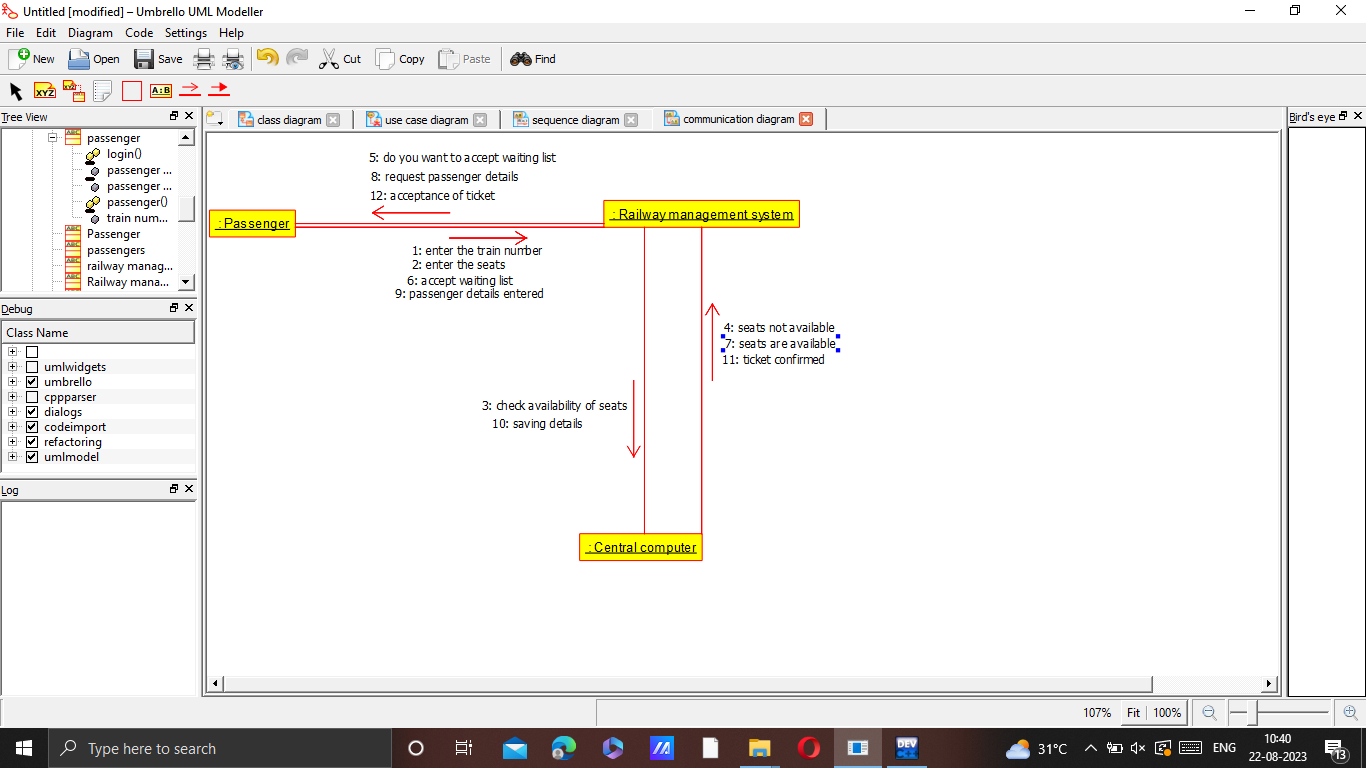 Untitled [modified] - Umbrello UML Modeller
File Edit Diagram Code Settings Help
New Open Save Cut Copy Paste Find
XYZ XYZ A:B
Tree View
class diagram use case diagram sequence diagram communication diagram
Bird's eye
passenger
login()
passenger ...
passenger ...
passenger()
train num...
Passenger
passengers
railway manag...
Railway mana...
Debug
Class Name
umlwidgets
umbrello
cppparser
dialogs
codeimport
refactoring
umlmodel
Log
5: do you want to accept waiting list
8: request passenger details
12: acceptance of ticket
: Passenger
: Railway management system
1: enter the train number
2: enter the seats
6: accept waiting list
9: passenger details entered
4: seats not available
7: seats are available
11: ticket confirmed
3: check availability of seats
10: saving details
: Central computer
107% Fit 100%
Type here to search
DEV
31°C
ENG
10:40
22-08-2023
13